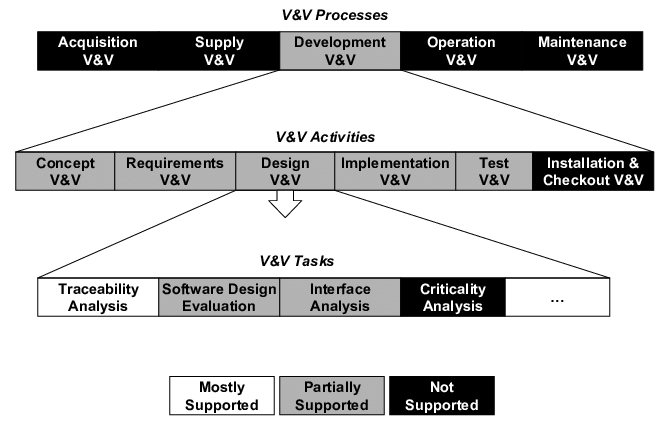 V&V Processes
Acquisition Supply Development Operation Maintenance
V&V V&V V&V V&V V&V
V&V Activities
Concept Requirements Design Implementation Test Installation &
V&V V&V V&V V&V V&V Checkout V&V
V&V Tasks
Traceability Software Design Interface Criticality ...
Analysis Evaluation Analysis Analysis
Mostly Partially Not
Supported Supported Supported